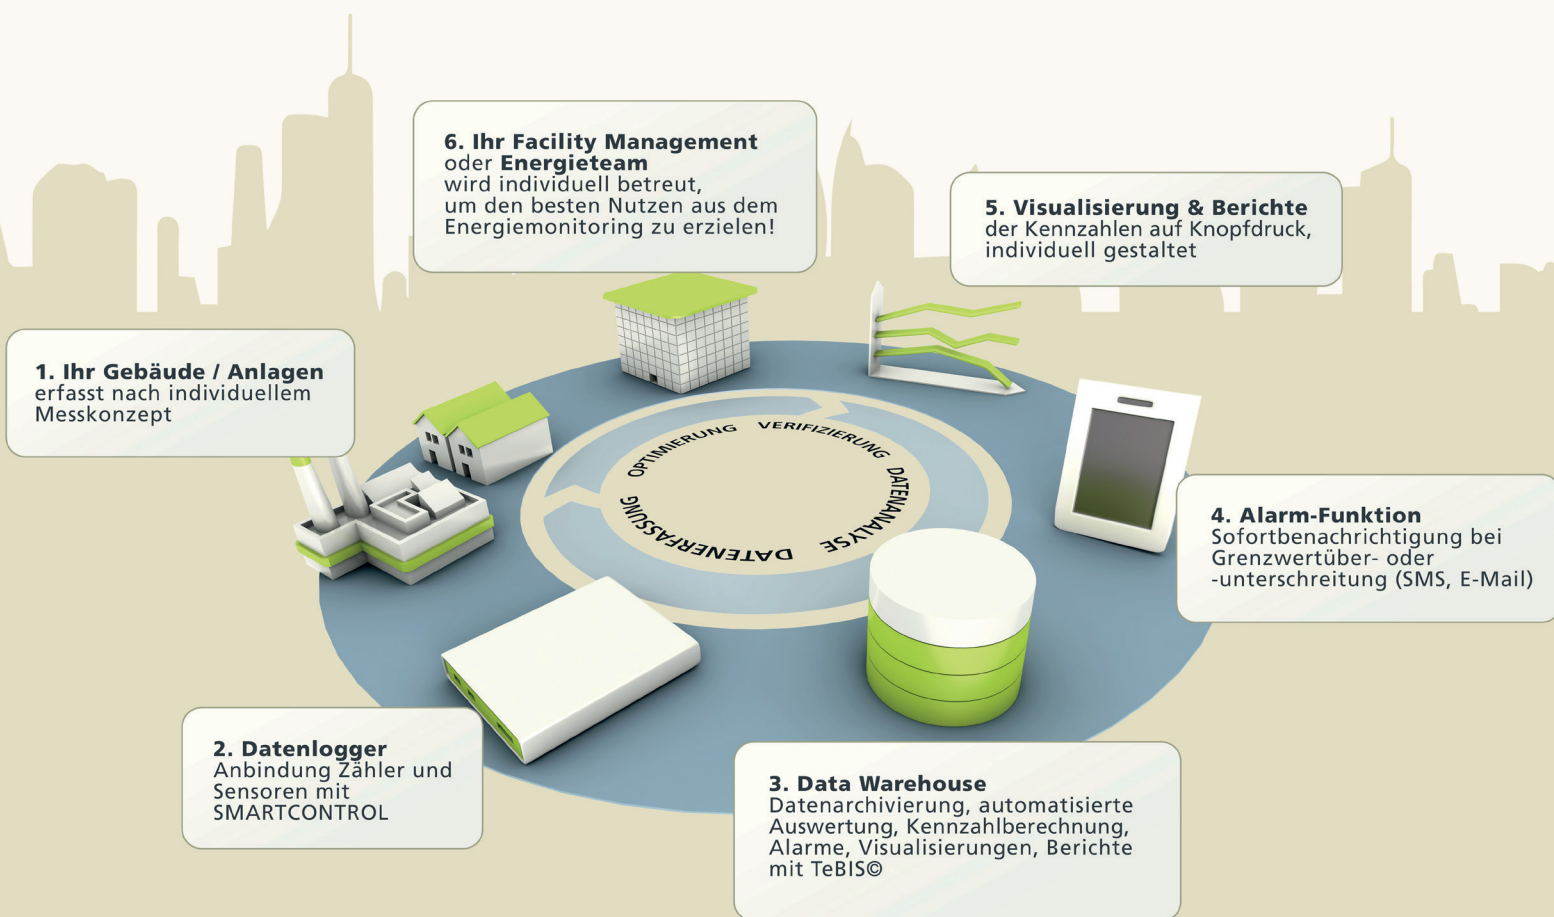 1. Ihr Gebäude / Anlagen
erfasst nach individuellem
Messkonzept
2. Datenlogger
Anbindung Zähler und
Sensoren mit
SMARTCONTROL
3. Data Warehouse
Datenarchivierung, automatisierte
Auswertung, Kennzahlberechnung,
Alarme, Visualisierungen, Berichte
mit TeBIS©
4. Alarm-Funktion
Sofortbenachrichtigung bei
Grenzwertüber- oder
-unterschreitung (SMS, E-Mail)
5. Visualisierung & Berichte
der Kennzahlen auf Knopfdruck,
individuell gestaltet
6. Ihr Facility Management
oder Energieteam
wird individuell betreut,
um den besten Nutzen aus dem
Energiemonitoring zu erzielen!
DATENERFASSUNG
OPTIMIERUNG
VERIFIZIERUNG
DATENANALYSE